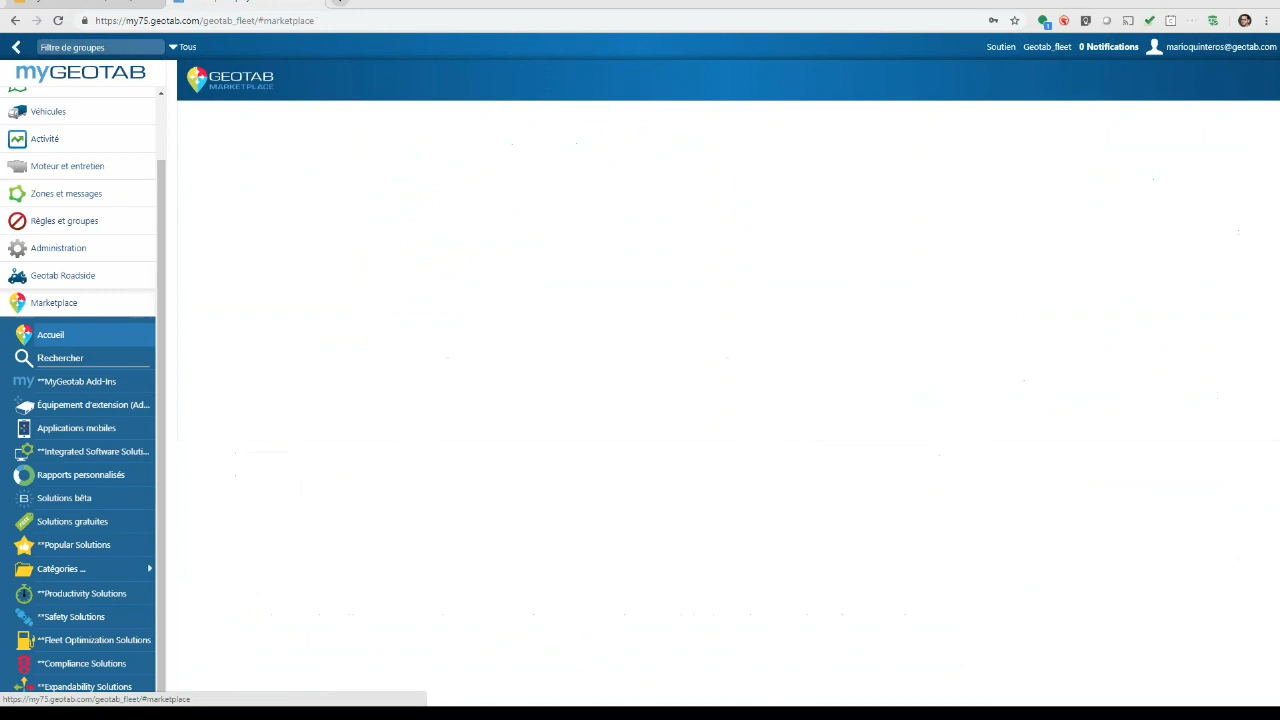 https://my75.geotab.com/geotab_fleet/#marketplace
Filtre de groupes
Tous
Soutien
Geotab_fleet
0 Notifications
marioquinteros@geotab.com
myGEOTAB
GEOTAB
MARKETPLACE
Véhicules
Activité
Moteur et entretien
Zones et messages
Règles et groupes
Administration
Geotab Roadside
Marketplace
Accueil
Rechercher
my **MyGeotab Add-Ins
Équipement d'extension (Ad...
Applications mobiles
**Integrated Software Soluti...
Rapports personnalisés
B Solutions bêta
Solutions gratuites
**Popular Solutions
Catégories ...
**Productivity Solutions
**Safety Solutions
**Fleet Optimization Solutions
**Compliance Solutions
**Expandability Solutions
https://my75.geotab.com/geotab_fleet/#marketplace